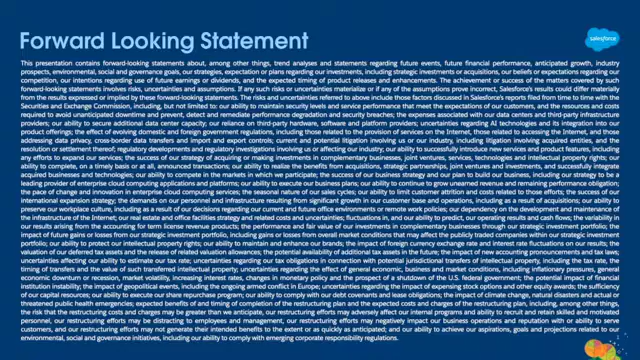 Forward Looking Statement
salesforce
This presentation contains forward-looking statements about, among other things, trend analyses and statements regarding future events, future financial performance, anticipated growth, industry
prospects, environmental, social and governance goals, our strategies, expectation or plans regarding our investments, including strategic investments or acquisitions, our beliefs or expectations regarding our
competition, our intentions regarding use of future earnings or dividends, and the expected timing of product releases and enhancements. The achievement or success of the matters covered by such
forward-looking statements involves risks, uncertainties and assumptions. If any such risks or uncertainties materialize or if any of the assumptions prove incorrect, Salesforce's results could differ materially
from the results expressed or implied by these forward-looking statements. The risks and uncertainties referred to above include those factors discussed in Salesforce's reports filed from time to time with the
Securities and Exchange Commission, including, but not limited to: our ability to maintain security levels and service performance that meet the expectations of our customers, and the resources and costs
required to avoid unanticipated downtime and prevent, detect and remediate performance degradation and security breaches; the expenses associated with our data centers and third-party infrastructure
providers; our ability to secure additional data center capacity; our reliance on third-party hardware, software and platform providers; uncertainties regarding AI technologies and its integration into our
product offerings; the effect of evolving domestic and foreign government regulations, including those related to the provision of services on the Internet, those related to accessing the Internet, and those
addressing data privacy, cross-border data transfers and import and export controls; current and potential litigation involving us or our industry, including litigation involving acquired entities, and the
resolution or settlement thereof; regulatory developments and regulatory investigations involving us or affecting our industry; our ability to successfully introduce new services and product features, including
any efforts to expand our services; the success of our strategy of acquiring or making investments in complementary businesses, joint ventures, services, technologies and intellectual property rights; our
ability to complete, on a timely basis or at all, announced transactions; our ability to realize the benefits from acquisitions, strategic partnerships, joint ventures and investments, and successfully integrate
acquired businesses and technologies; our ability to compete in the markets in which we participate; the success of our business strategy and our plan to build our business, including our strategy to be a
leading provider of enterprise cloud computing applications and platforms; our ability to execute our business plans; our ability to continue to grow unearned revenue and remaining performance obligation;
the pace of change and innovation in enterprise cloud computing services; the seasonal nature of our sales cycles; our ability to limit customer attrition and costs related to those efforts; the success of our
international expansion strategy; the demands on our personnel and infrastructure resulting from significant growth in our customer base and operations, including as a result of acquisitions; our ability to
preserve our workplace culture, including as a result of our decisions regarding our current and future office environments or remote work policies; our dependency on the development and maintenance of
the infrastructure of the Internet; our real estate and office facilities strategy and related costs and uncertainties; fluctuations in, and our ability to predict, our operating results and cash flows; the variability in
our results arising from the accounting for term license revenue products; the performance and fair value of our investments in complementary businesses through our strategic investment portfolio; the
impact of future gains or losses from our strategic investment portfolio, including gains or losses from overall market conditions that may affect the publicly traded companies within our strategic investment
portfolio; our ability to protect our intellectual property rights; our ability to maintain and enhance our brands; the impact of foreign currency exchange rate and interest rate fluctuations on our results; the
valuation of our deferred tax assets and the release of related valuation allowances; the potential availability of additional tax assets in the future; the impact of new accounting pronouncements and tax laws;
uncertainties affecting our ability to estimate our tax rate; uncertainties regarding our tax obligations in connection with potential jurisdictional transfers of intellectual property, including the tax rate, the
timing of transfers and the value of such transferred intellectual property; uncertainties regarding the effect of general economic, business and market conditions, including inflationary pressures, general
economic downturn or recession, market volatility, increasing interest rates, changes in monetary policy and the prospect of a shutdown of the U.S. federal government; the potential impact of financial
institution instability; the impact of geopolitical events, including the ongoing armed conflict in Europe; uncertainties regarding the impact of expensing stock options and other equity awards; the sufficiency
of our capital resources; our ability to execute our share repurchase program; our ability to comply with our debt covenants and lease obligations; the impact of climate change, natural disasters and actual or
threatened public health emergencies; expected benefits of and timing of completion of the restructuring plan and the expected costs and charges of the restructuring plan, including, among other things,
the risk that the restructuring costs and charges may be greater than we anticipate, our restructuring efforts may adversely affect our internal programs and ability to recruit and retain skilled and motivated
personnel, our restructuring efforts may be distracting to employees and management, our restructuring efforts may negatively impact our business operations and reputation with or ability to serve
customers, and our restructuring efforts may not generate their intended benefits to the extent or as quickly as anticipated; and our ability to achieve our aspirations, goals and projections related to our
environmental, social and governance initiatives, including our ability to comply with emerging corporate responsibility regulations.